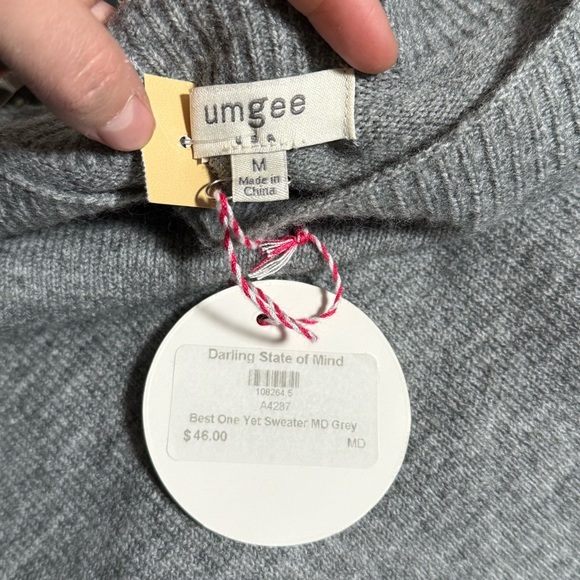 umgee
usa
M
Made in
China
Darling State of Mind
108264.5
A4287
Best One Yet Sweater MD Grey
$46.00
MD